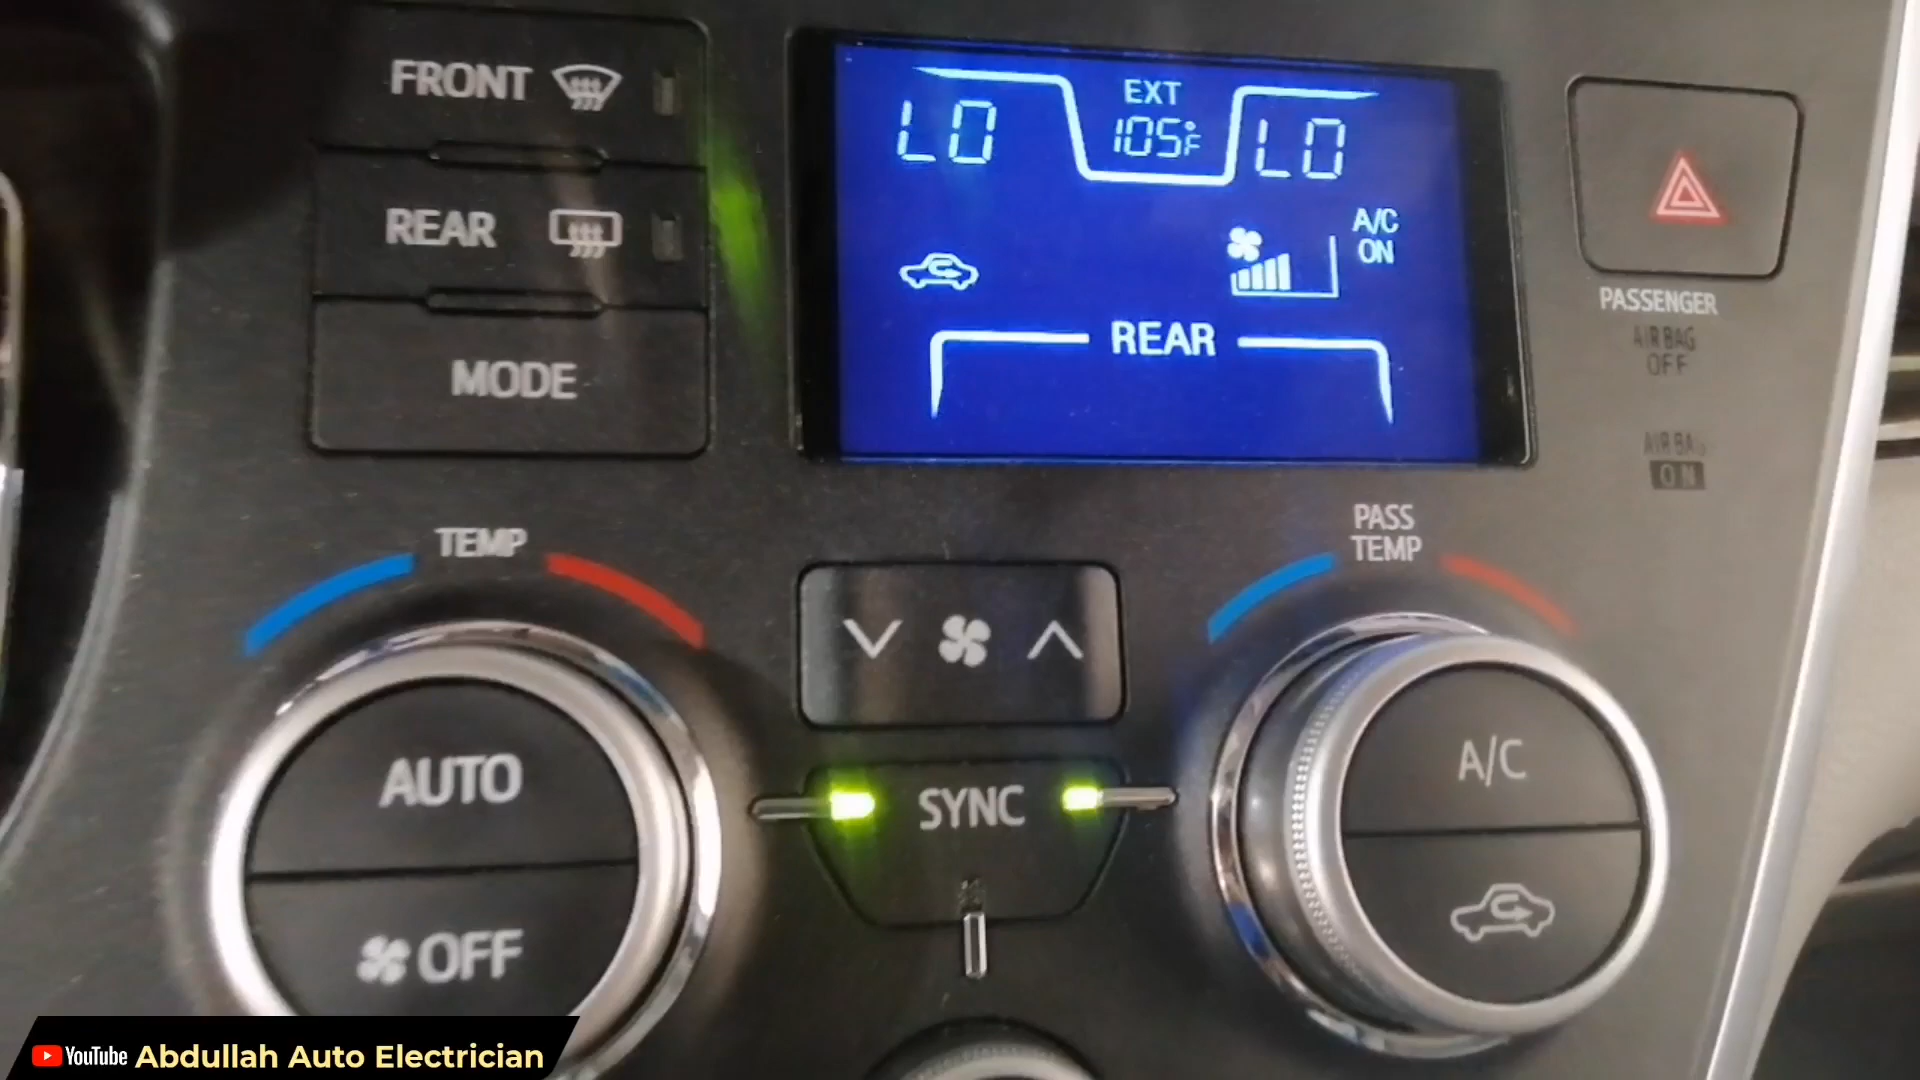 FRONT
REAR
MODE
EXT
LO 105°F LO
A/C
ON
REAR
PASSENGER
AIR BAG
OFF
AIR BAG
ON
TEMP
PASS
TEMP
AUTO
OFF
SYNC
A/C
YouTube Abdullah Auto Electrician